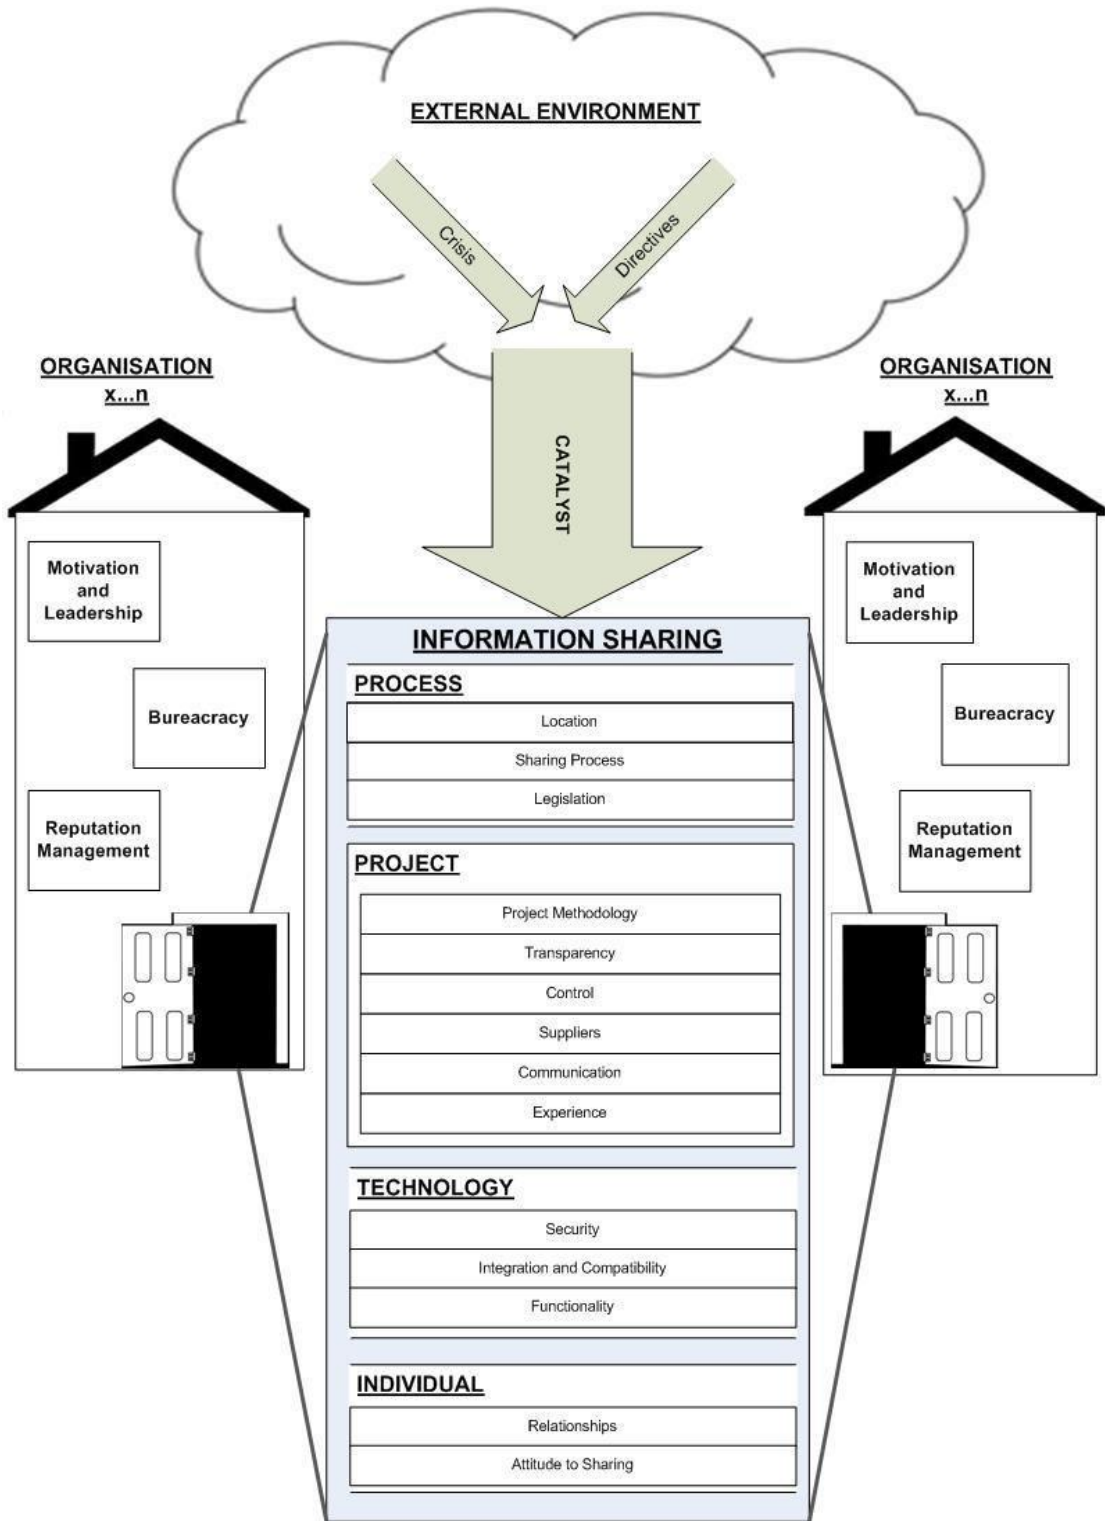 EXTERNAL ENVIRONMENT
Crisis
Directives
ORGANISATION
x...n
ORGANISATION
x...n
CATALYST
Motivation
and
Leadership
Bureacracy
Reputation
Management
Motivation
and
Leadership
Bureacracy
Reputation
Management
INFORMATION SHARING
PROCESS
Location
Sharing Process
Legislation
PROJECT
Project Methodology
Transparency
Control
Suppliers
Communication
Experience
TECHNOLOGY
Security
Integration and Compatibility
Functionality
INDIVIDUAL
Relationships
Attitude to Sharing